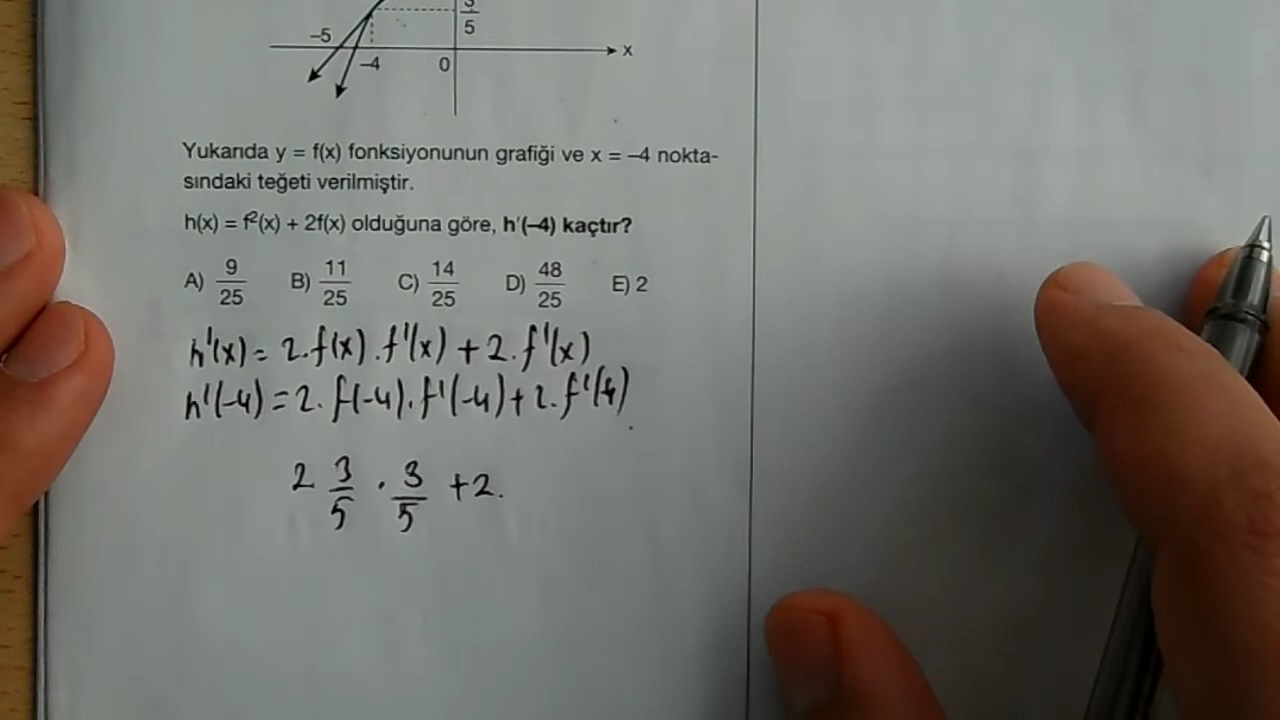 3
5
-5
-4
0
x
Yukarıda y = f(x) fonksiyonunun grafiği ve x = -4 nokta-
sındaki teğeti verilmiştir.
h(x) = f²(x) + 2f(x) olduğuna göre, h'(-4) kaçtır?
A) 9/25 B) 11/25 C) 14/25 D) 48/25 E) 2
h'(x) = 2.f(x).f'(x) + 2.f'(x)
h'(-4) = 2.f(-4).f'(-4) + 2.f'(-4)
2 3/5 . 3/5 + 2.